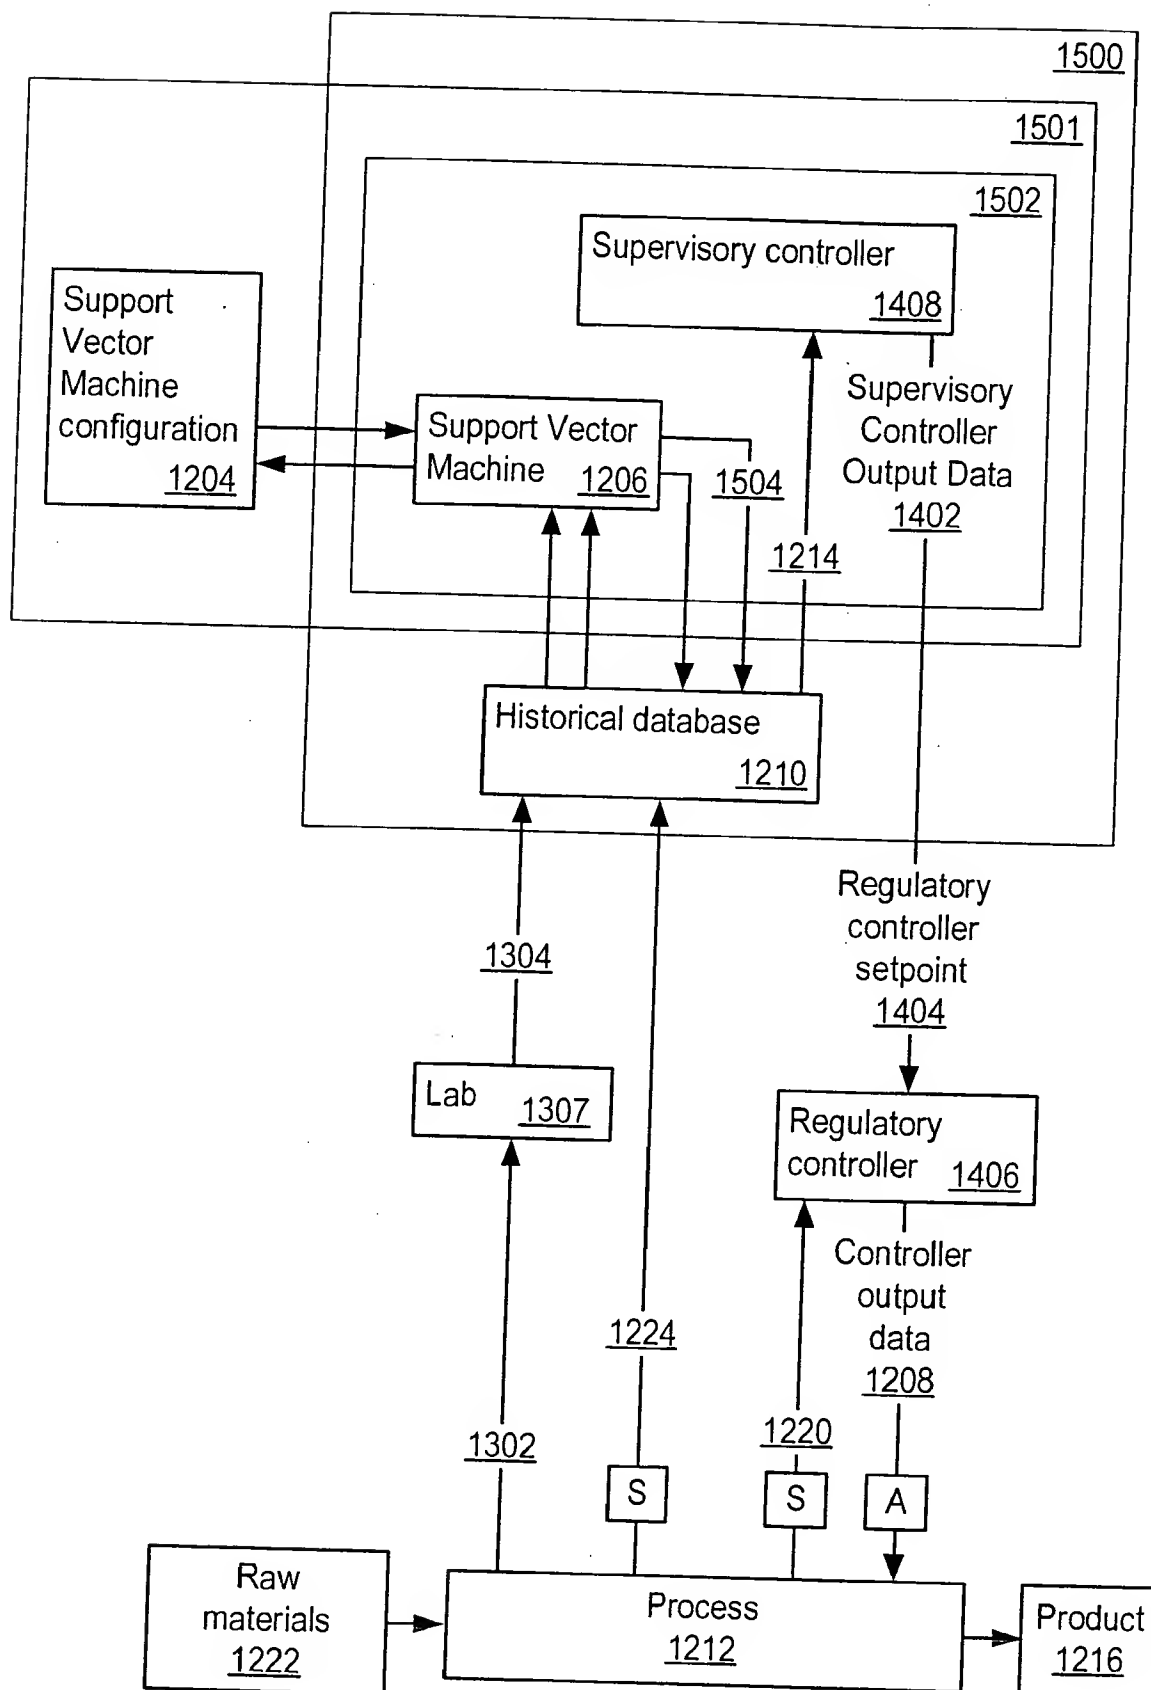 1500
1501
1502
Supervisory controller
1408
Support
Vector
Machine
configuration
1204
Support Vector
Machine
1206
1504
1214
Supervisory
Controller
Output Data
1402
Historical database
1210
Regulatory
controller
setpoint
1404
1304
Lab
1307
Regulatory
controller
1406
Controller
output
data
1208
1224
1302
1220
S
S
A
Raw
materials
1222
Process
1212
Product
1216